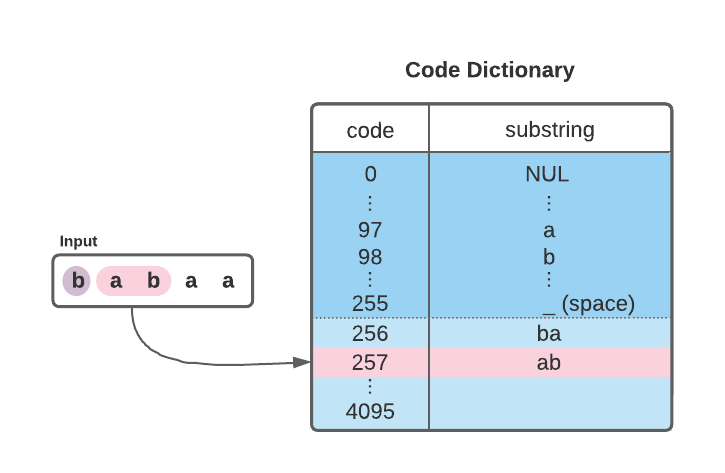 Code Dictionary
code substring
0 NUL
⋮ ⋮
97 a
98 b
⋮ ⋮
255 _ (space)
256 ba
257 ab
⋮
4095
Input
b a b a a